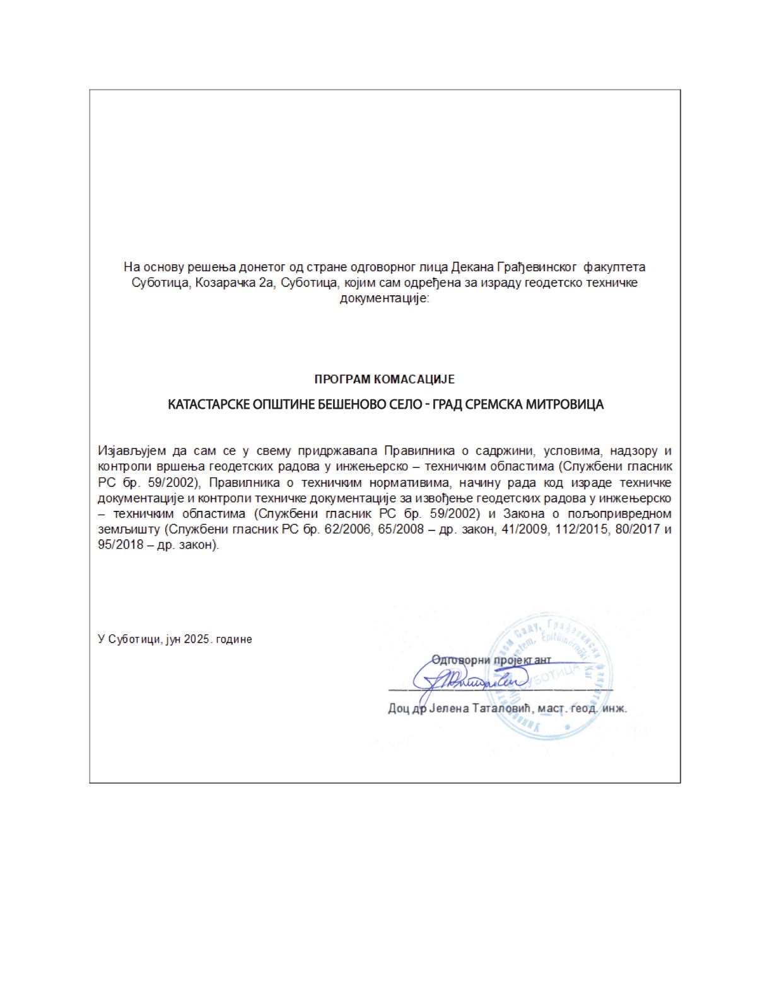 На основу решења донетог од стране одговорног лица Декана Грађевинског факултета
Суботица, Козарачка 2а, Суботица, којим сам одређена за израду геодетско техничке
документације:
ПРОГРАМ КОМАСАЦИЈЕ
КАТАСТАРСКЕ ОПШТИНЕ БЕШЕНОВО СЕЛО - ГРАД СРЕМСКА МИТРОВИЦА
Изјављујем да сам се у свему придржавала Правилника о садржини, условима, надзору и
контроли вршења геодетских радова у инжењерско – техничким областима (Службени гласник
РС бр. 59/2002), Правилника о техничким нормативима, начину рада код израде техничке
документације и контроли техничке документације за извођење геодетских радова у инжењерско
– техничким областима (Службени гласник РС бр. 59/2002) и Закона о пољопривредном
земљишту (Службени гласник РС бр. 62/2006, 65/2008 – др. закон, 41/2009, 112/2015, 80/2017 и
95/2018 – др. закон).
У Суботици, јун 2025. године
Одговорни пројектант
Доц др Јелена Таталовић, маст. геод. инж.
Саду, Грађевински факултет
Építőmérnöki Kar
СУБОТИЦА